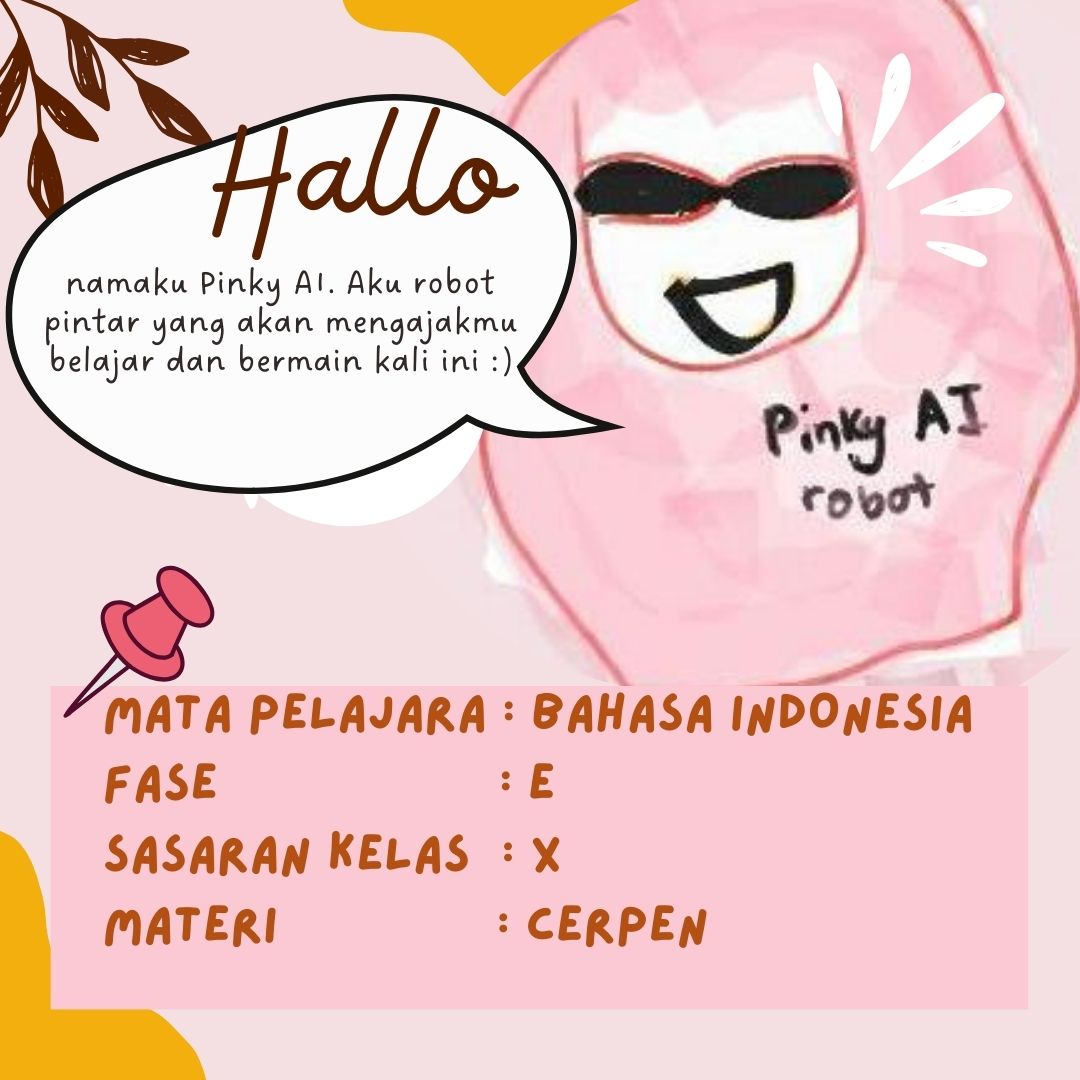 Hallo
namaku Pinky AI. Aku robot
pintar yang akan mengajakmu
belajar dan bermain kali ini :)
Pinky AI
robot
MATA PELAJARA : BAHASA INDONESIA
FASE : E
SASARAN KELAS : X
MATERI : CERPEN